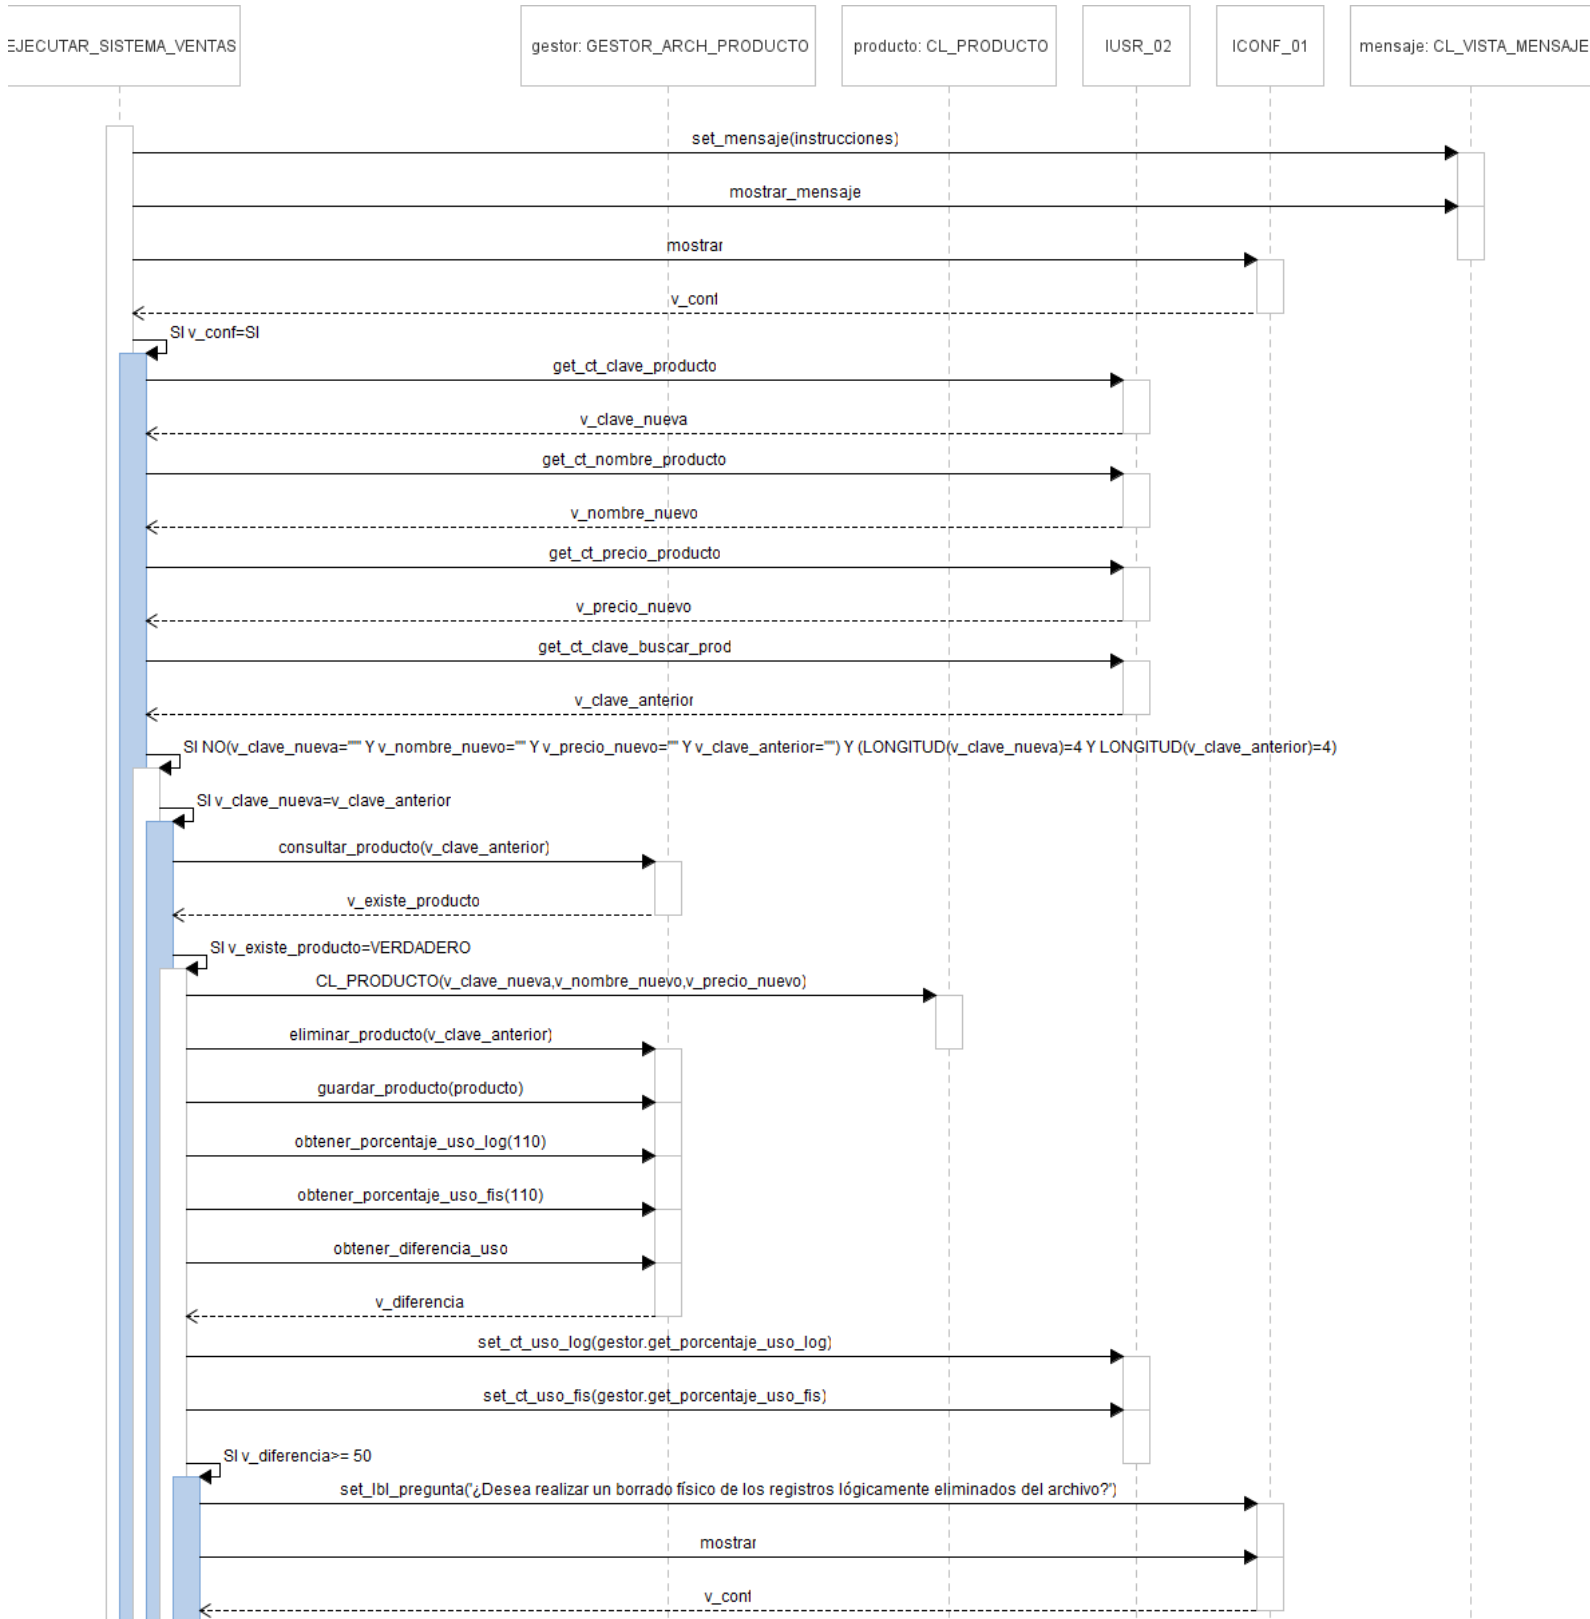 EJECUTAR_SISTEMA_VENTAS
gestor: GESTOR_ARCH_PRODUCTO
producto: CL_PRODUCTO
IUSR_02
ICONF_01
mensaje: CL_VISTA_MENSAJE
set_mensaje(instrucciones)
mostrar_mensaje
mostrar
v_conf
SI v_conf=SI
get_ct_clave_producto
v_clave_nueva
get_ct_nombre_producto
v_nombre_nuevo
get_ct_precio_producto
v_precio_nuevo
get_ct_clave_buscar_prod
v_clave_anterior
SI NO(v_clave_nueva=""" Y v_nombre_nuevo="" Y v_precio_nuevo="" Y v_clave_anterior="") Y (LONGITUD(v_clave_nueva)=4 Y LONGITUD(v_clave_anterior)=4)
SI v_clave_nueva=v_clave_anterior
consultar_producto(v_clave_anterior)
v_existe_producto
SI v_existe_producto=VERDADERO
CL_PRODUCTO(v_clave_nueva,v_nombre_nuevo,v_precio_nuevo)
eliminar_producto(v_clave_anterior)
guardar_producto(producto)
obtener_porcentaje_uso_log(110)
obtener_porcentaje_uso_fis(110)
obtener_diferencia_uso
v_diferencia
set_ct_uso_log(gestor.get_porcentaje_uso_log)
set_ct_uso_fis(gestor.get_porcentaje_uso_fis)
SI v_diferencia>= 50
set_lbl_pregunta("¿Desea realizar un borrado físico de los registros lógicamente eliminados del archivo?")
mostrar
v_conf